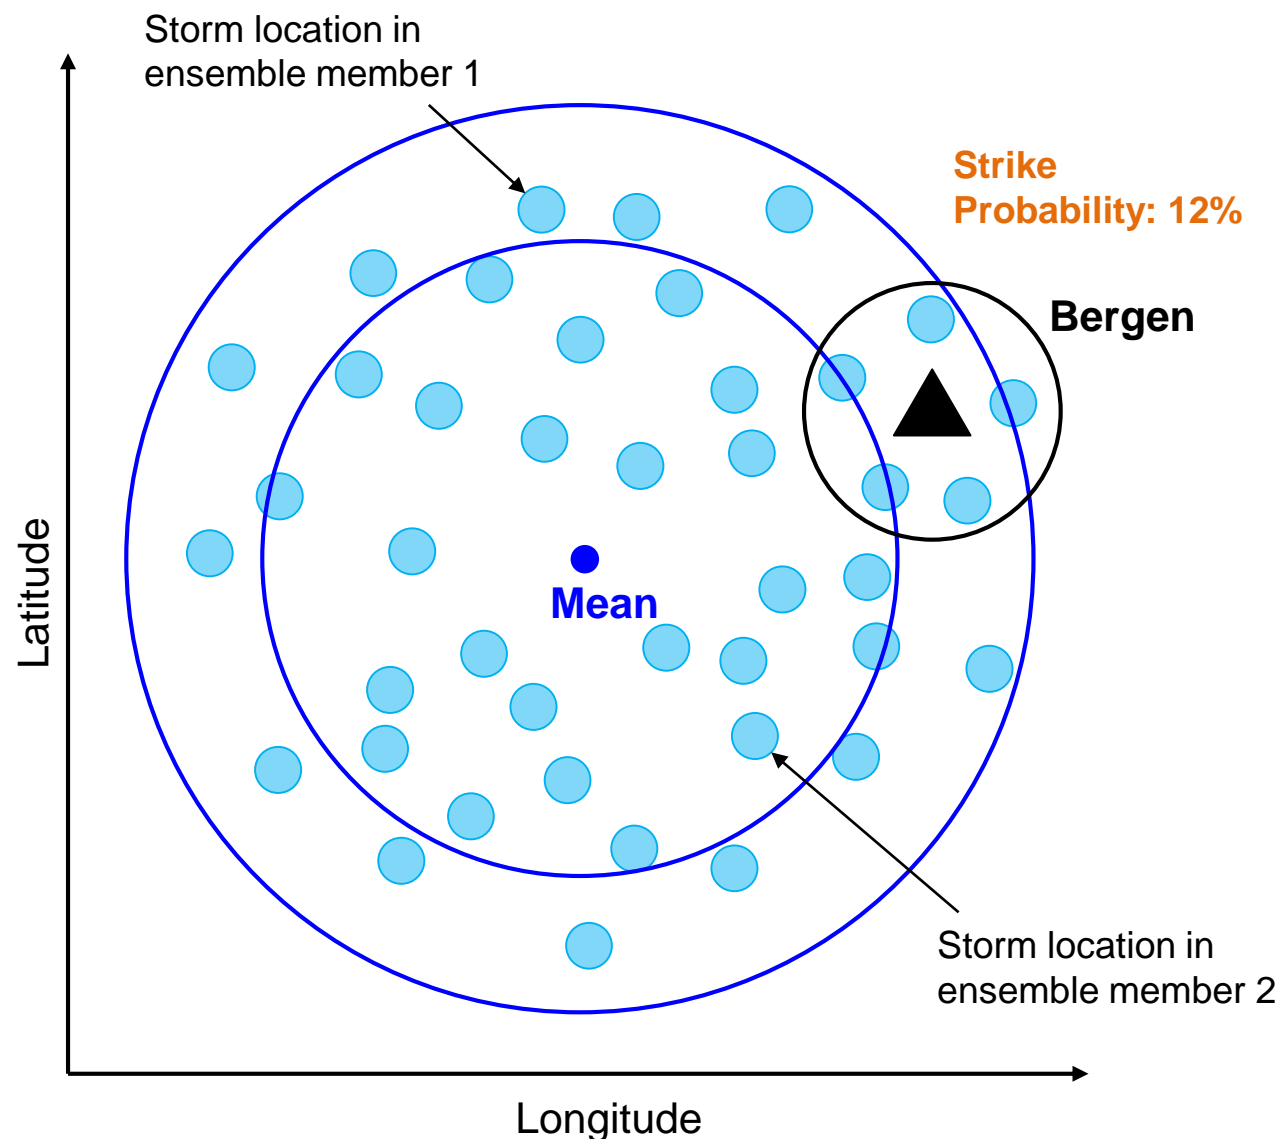 Storm location in
ensemble member 1
Strike
Probability: 12%
Bergen
Latitude
Mean
Storm location in
ensemble member 2
Longitude